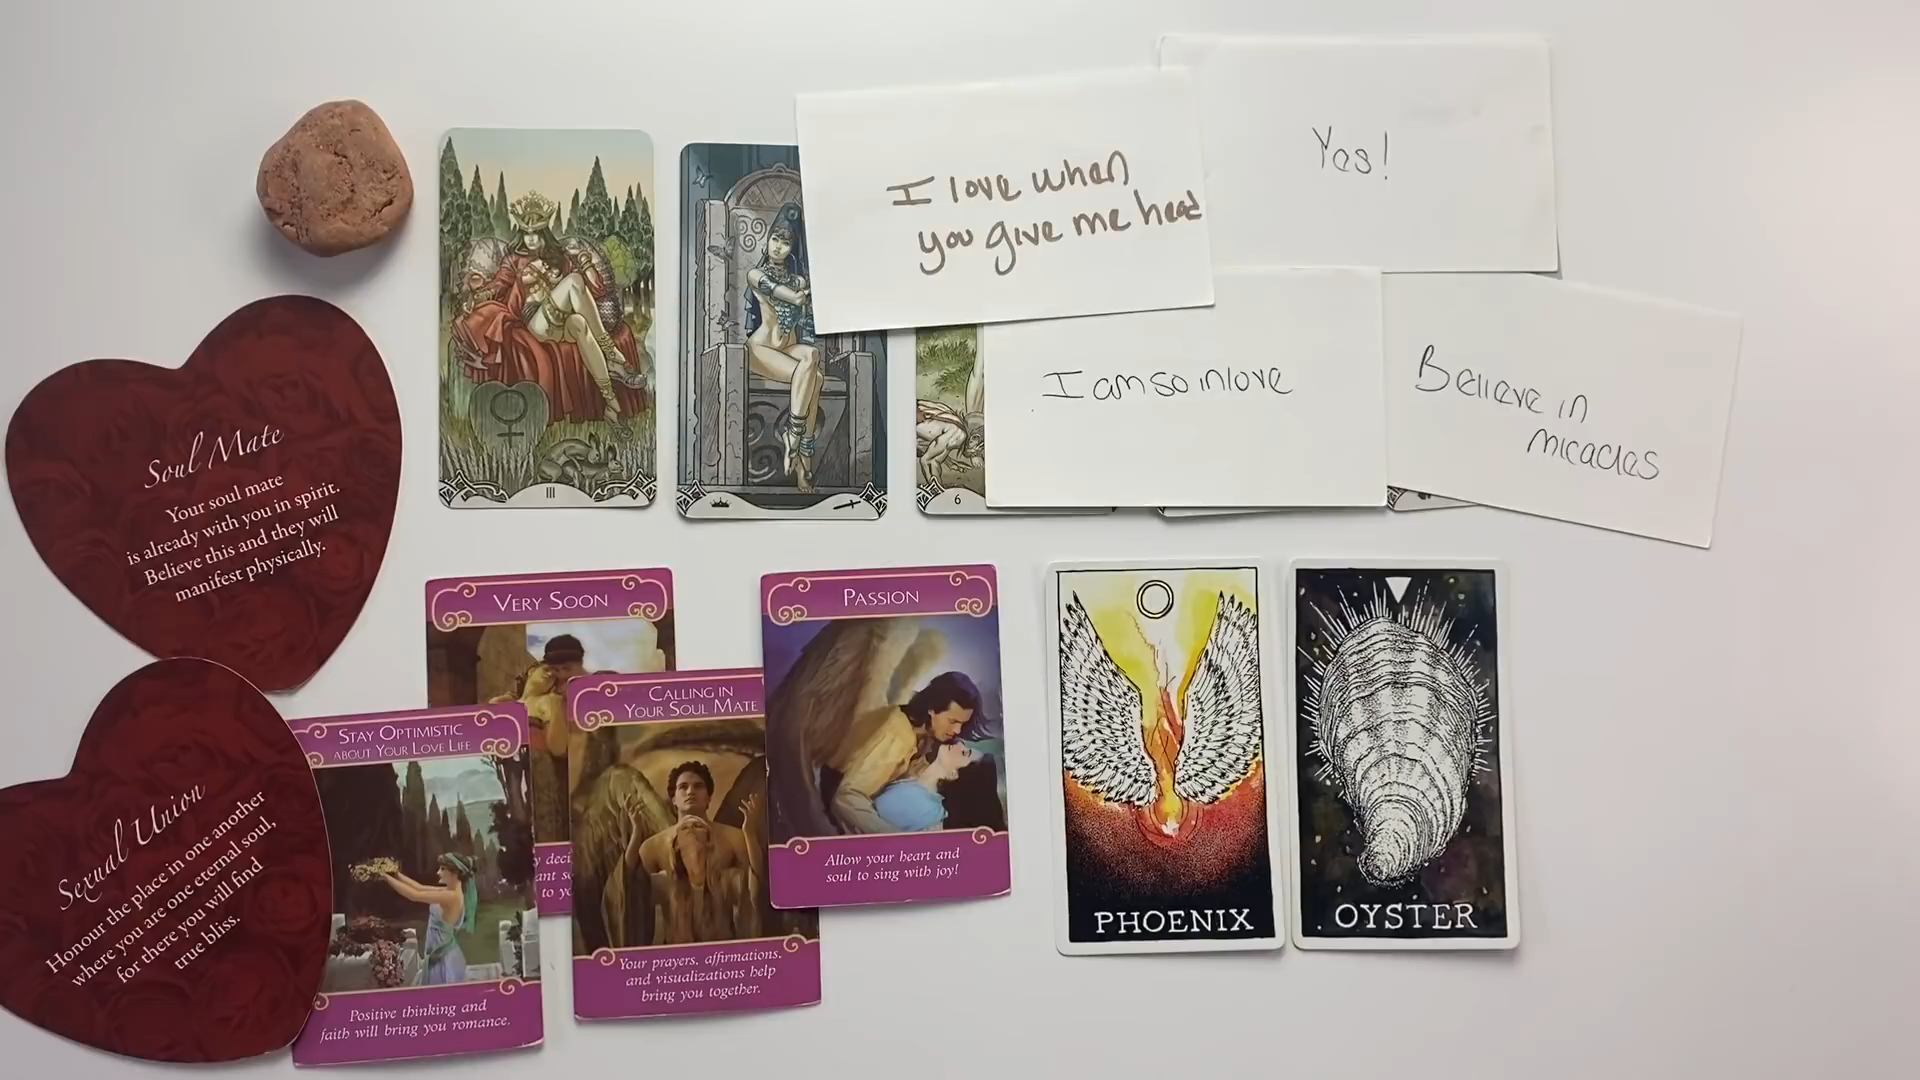 I love when
you give me head
Yes!
I am so in love
Believe in
miracles
III
6
Soul Mate
Your soul mate
is already with you in spirit.
Believe this and they will
manifest physically.
Sexual Union
Honour the place in one another
where you are one eternal soul,
for there you will find
true bliss.
VERY SOON
to
STAY OPTIMISTIC
ABOUT YOUR LOVE LIFE
Positive thinking and
faith will bring you romance.
CALLING IN
YOUR SOUL MATE
Your prayers, affirmations,
and visualizations help
bring you together.
PASSION
Allow your heart and
soul to sing with joy!
PHOENIX
OYSTER